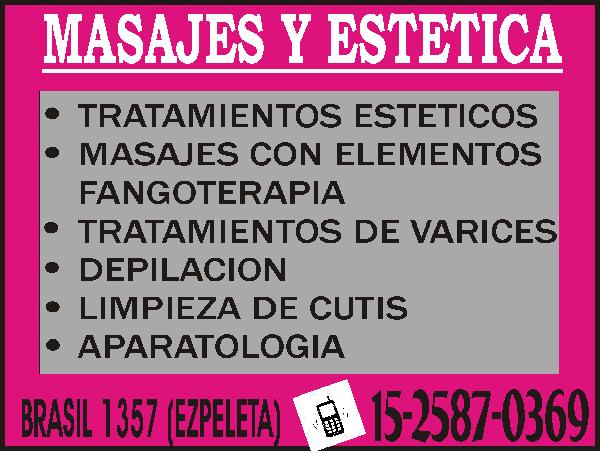 MASAJES Y ESTETICA
• TRATAMIENTOS ESTETICOS
• MASAJES CON ELEMENTOS
FANGOTERAPIA
• TRATAMIENTOS DE VARICES
• DEPILACION
• LIMPIEZA DE CUTIS
• APARATOLOGIA
BRASIL 1357 (EZPELETA) 15-2587-0369